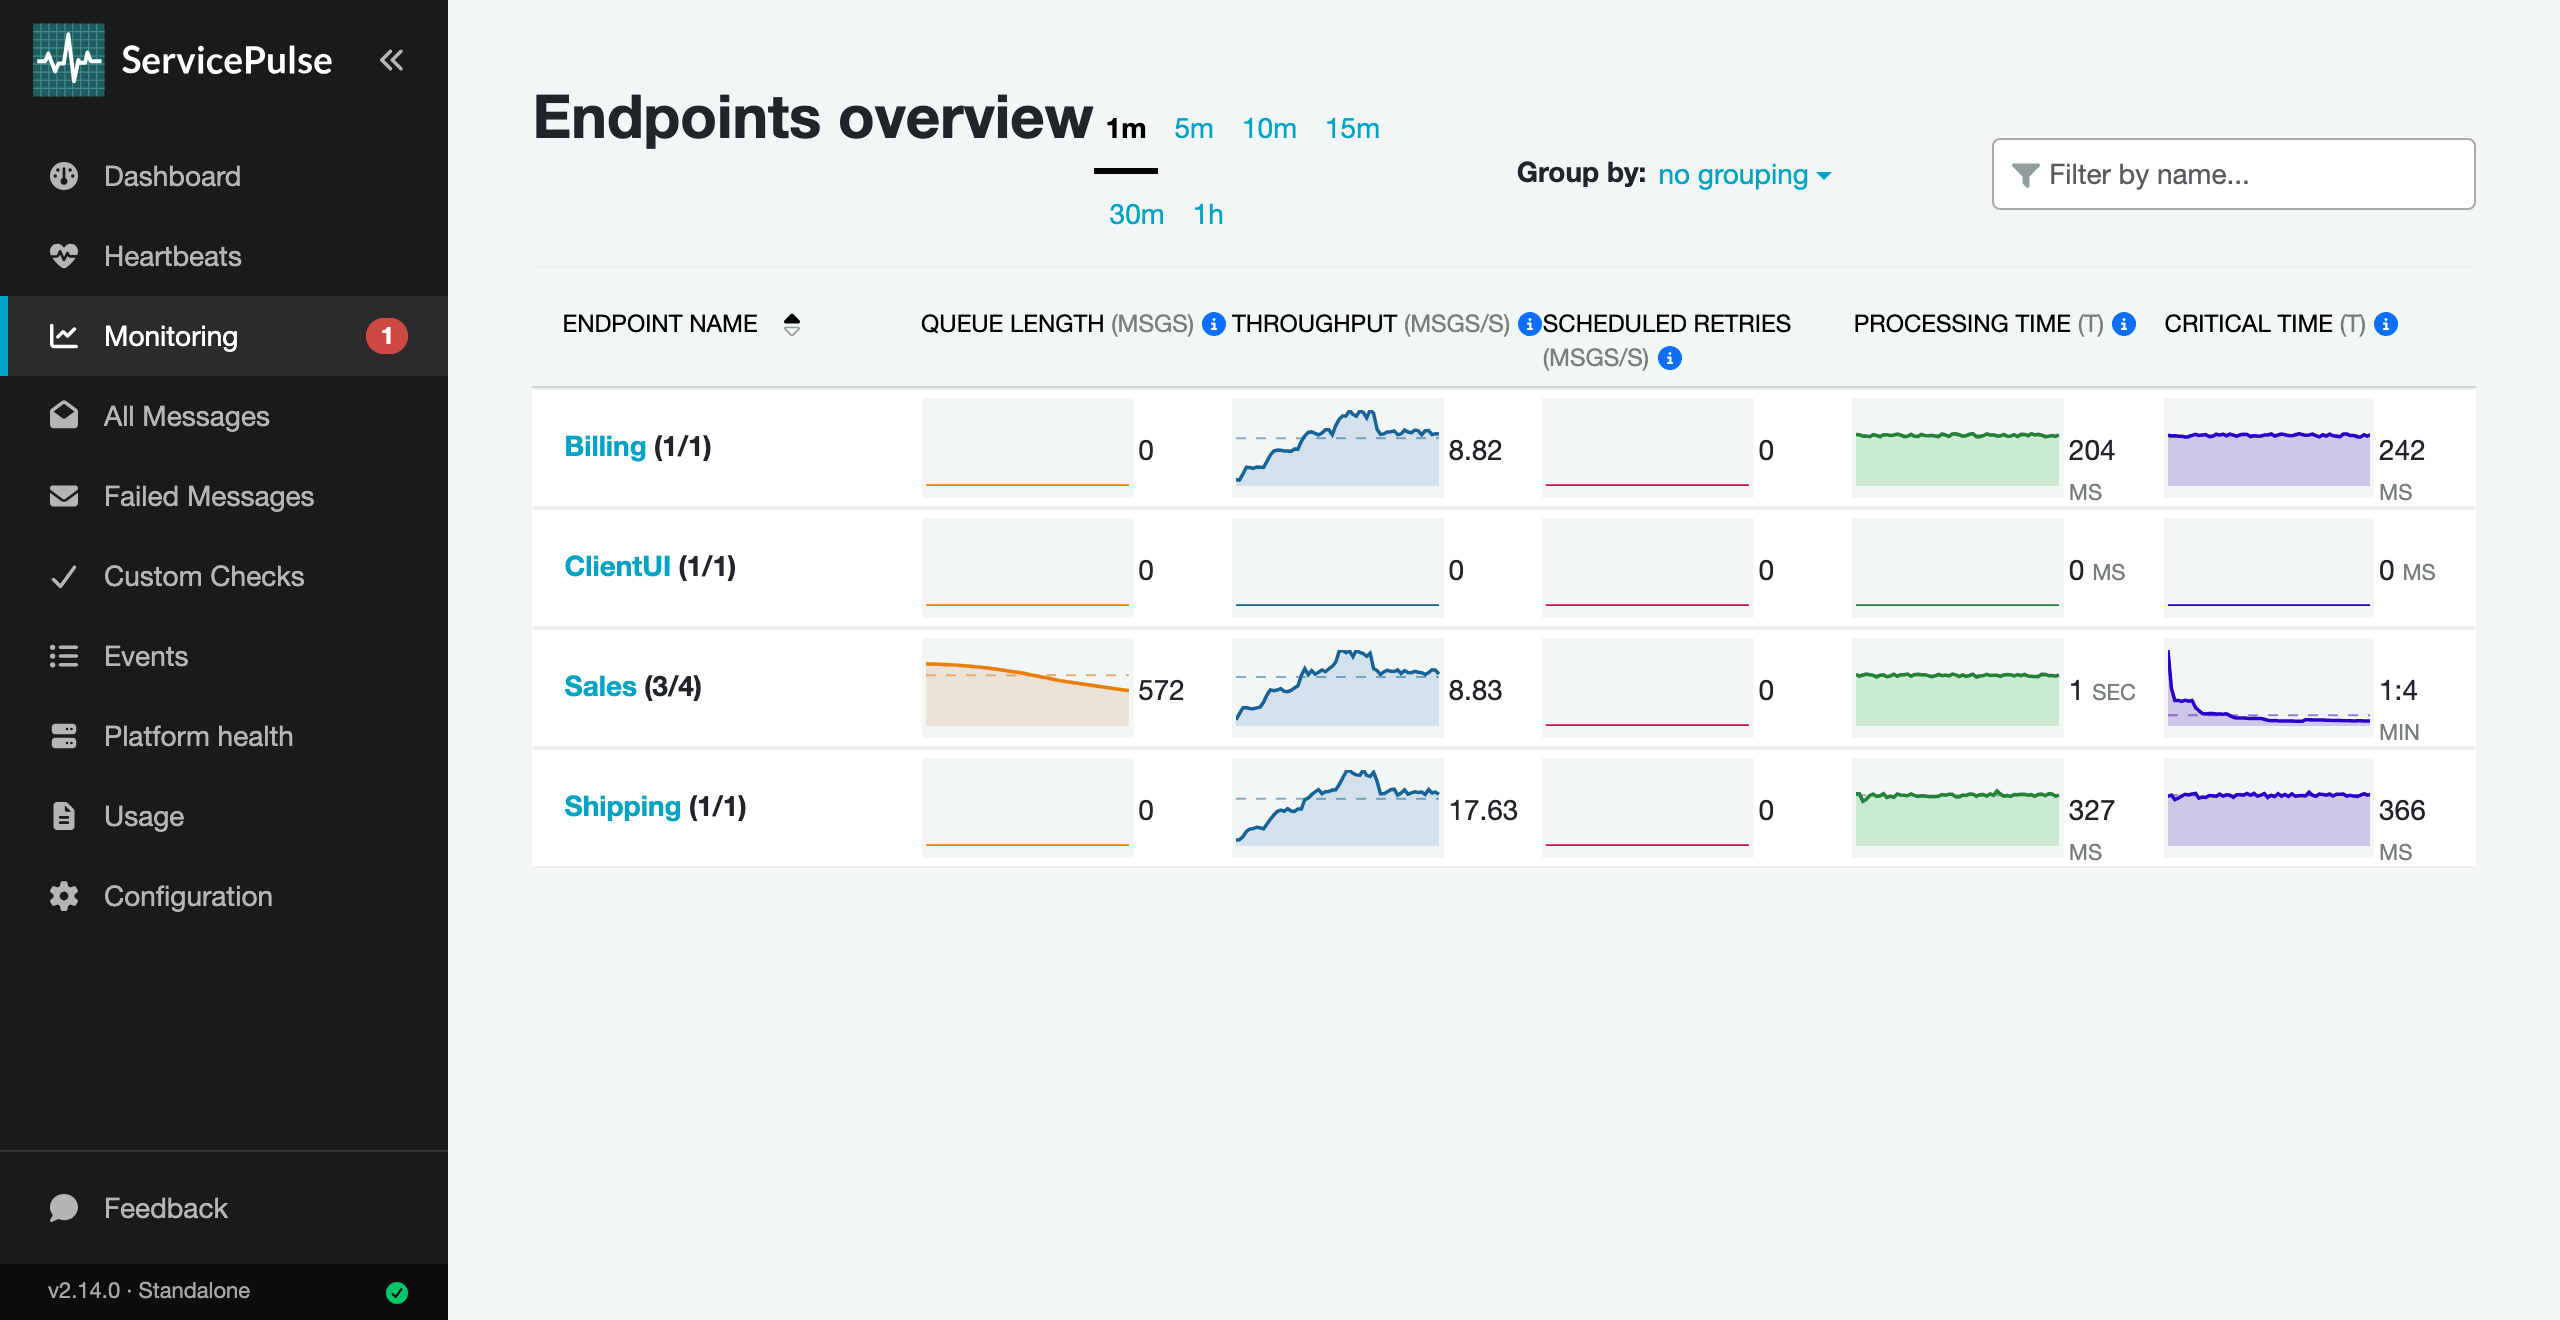 ServicePulse
Dashboard
Heartbeats
Monitoring 1
All Messages
Failed Messages
Custom Checks
Events
Platform health
Usage
Configuration
Feedback
v2.14.0 · Standalone
Endpoints overview 1m 5m 10m 15m
30m 1h
Group by: no grouping
Filter by name...
ENDPOINT NAME QUEUE LENGTH (MSGS) THROUGHPUT (MSGS/S) SCHEDULED RETRIES (MSGS/S) PROCESSING TIME (T) CRITICAL TIME (T)
Billing (1/1) 0 8.82 0 204 MS 242 MS
ClientUI (1/1) 0 0 0 0 MS 0 MS
Sales (3/4) 572 8.83 0 1 SEC 1:4 MIN
Shipping (1/1) 0 17.63 0 327 MS 366 MS